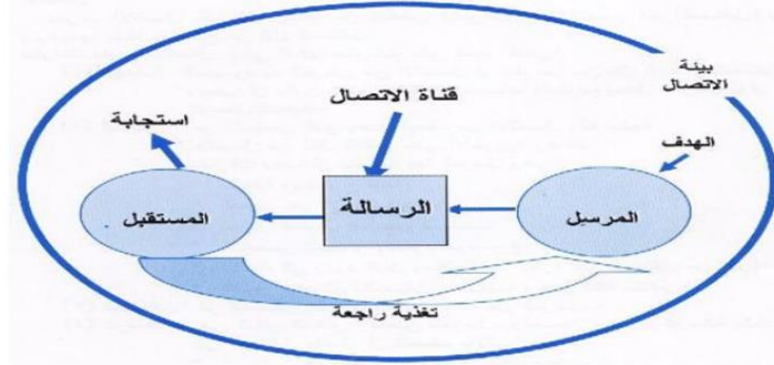 بيئة
الاتصال
قناة الاتصال
استجابة
الهدف
المرسل
الرسالة
المستقبل
تغذية راجعة